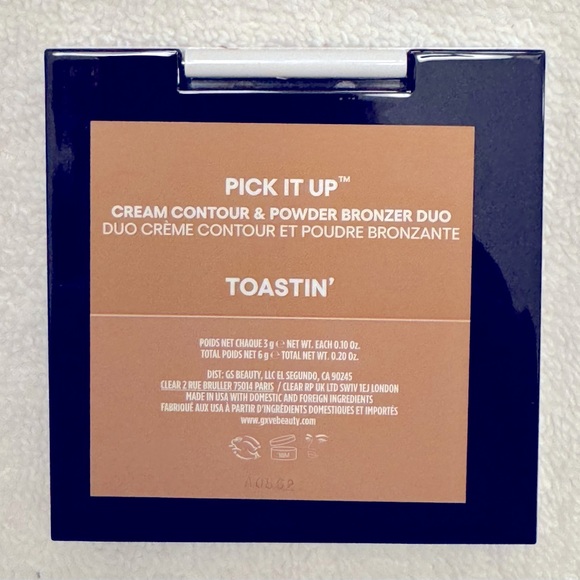 PICK IT UP™
CREAM CONTOUR & POWDER BRONZER DUO
DUO CRÈME CONTOUR ET POUDRE BRONZANTE
TOASTIN’
POIDS NET CHAQUE 3 g ℮ NET WT. EACH 0.10 Oz.
TOTAL POIDS NET 6 g ℮ TOTAL NET WT. 0.20 Oz.
DIST: GS BEAUTY, LLC EL SEGUNDO, CA 90245
CLEAR 2 RUE BRULLER 75014 PARIS / CLEAR RP UK LTD SW1V 1EJ LONDON
MADE IN USA WITH DOMESTIC AND FOREIGN INGREDIENTS
FABRIQUÉ AUX USA À PARTIR D’INGRÉDIENTS DOMESTIQUES ET IMPORTÉS
www.gxvebeauty.com